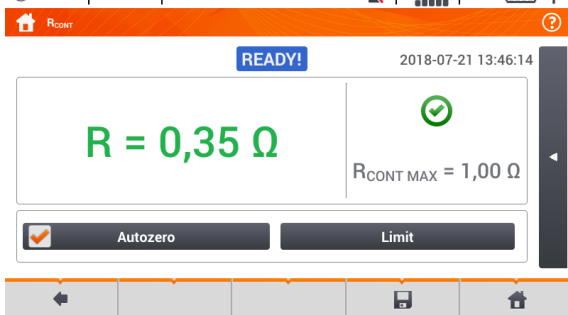 RCONT
READY!
2018-07-21 13:46:14
R = 0,35 Ω
RCONT MAX = 1,00 Ω
Autozero
Limit